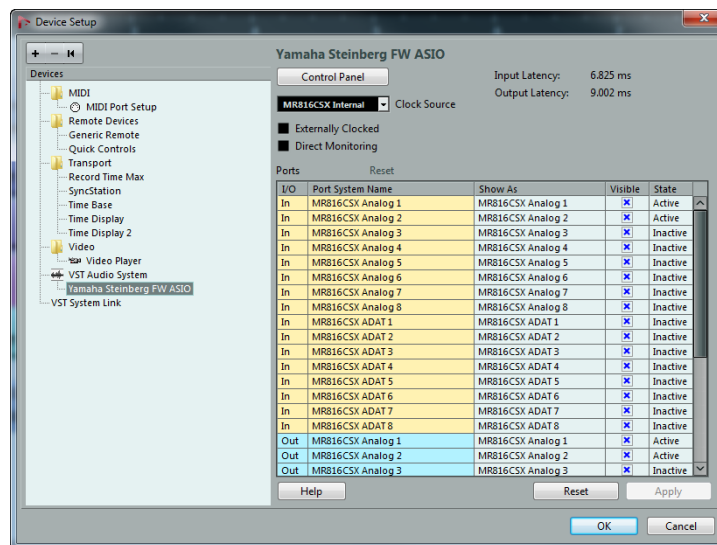 Device Setup
+ −
Devices
MIDI
MIDI Port Setup
Remote Devices
Generic Remote
Quick Controls
Transport
Record Time Max
SyncStation
Time Base
Time Display
Time Display 2
Video
Video Player
VST Audio System
Yamaha Steinberg FW ASIO
VST System Link
Yamaha Steinberg FW ASIO
Control Panel Input Latency: 6.825 ms
Output Latency: 9.002 ms
MR816CSX Internal Clock Source
Externally Clocked
Direct Monitoring
Ports Reset
I/O Port System Name Show As Visible State
In MR816CSX Analog 1 MR816CSX Analog 1 Active
In MR816CSX Analog 2 MR816CSX Analog 2 Active
In MR816CSX Analog 3 MR816CSX Analog 3 Inactive
In MR816CSX Analog 4 MR816CSX Analog 4 Inactive
In MR816CSX Analog 5 MR816CSX Analog 5 Inactive
In MR816CSX Analog 6 MR816CSX Analog 6 Inactive
In MR816CSX Analog 7 MR816CSX Analog 7 Inactive
In MR816CSX Analog 8 MR816CSX Analog 8 Inactive
In MR816CSX ADAT 1 MR816CSX ADAT 1 Inactive
In MR816CSX ADAT 2 MR816CSX ADAT 2 Inactive
In MR816CSX ADAT 3 MR816CSX ADAT 3 Inactive
In MR816CSX ADAT 4 MR816CSX ADAT 4 Inactive
In MR816CSX ADAT 5 MR816CSX ADAT 5 Inactive
In MR816CSX ADAT 6 MR816CSX ADAT 6 Inactive
In MR816CSX ADAT 7 MR816CSX ADAT 7 Inactive
In MR816CSX ADAT 8 MR816CSX ADAT 8 Inactive
Out MR816CSX Analog 1 MR816CSX Analog 1 Active
Out MR816CSX Analog 2 MR816CSX Analog 2 Active
Out MR816CSX Analog 3 MR816CSX Analog 3 Inactive
Help Reset Apply
OK Cancel